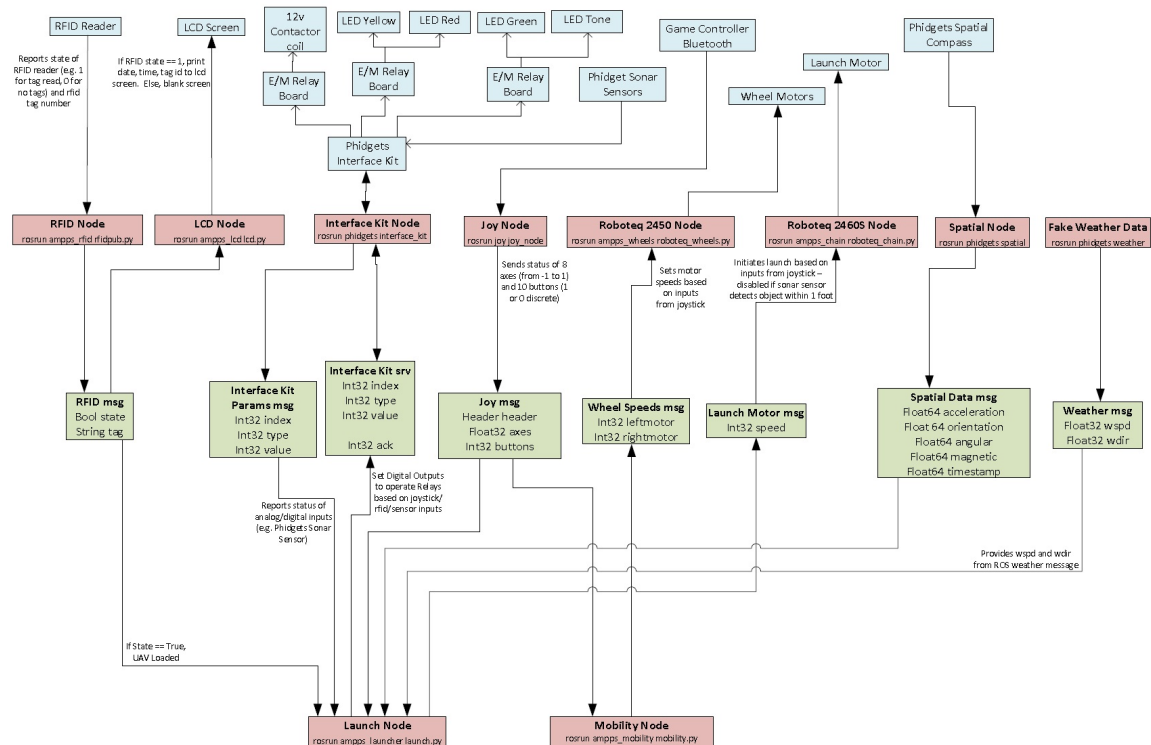 RFID Reader
LCD Screen
12v
Contactor
coil
LED Yellow
LED Red
LED Green
LED Tone
Game Controller
Bluetooth
Phidgets Spatial
Compass
Reports state of
RFID reader (e.g. 1
for tag read, 0 for
no tags) and rfid
tag number
If RFID state == 1, print
date, time, tag id to lcd
screen. Else, blank screen
E/M Relay
Board
E/M Relay
Board
E/M Relay
Board
Phidget Sonar
Sensors
Launch Motor
Wheel Motors
Phidgets
Interface Kit
RFID Node
rosrun ampps_rfid rfidpub.py
LCD Node
rosrun ampps_lcd lcd.py
Interface Kit Node
rosrun phidgets interface_kit
Joy Node
rosrun joy joy_node
Roboteq 2450 Node
rosrun ampps_wheels roboteq_wheels.py
Roboteq 2460S Node
rosrun ampps_chain roboteq_chain.py
Spatial Node
rosrun phidgets spatial
Fake Weather Data
rosrun phidgets weather
Sends status of 8
axes (from -1 to 1)
and 10 buttons (1
or 0 discrete)
Sets motor
speeds based
on inputs
from joystick
Initiates launch based on
inputs from joystick –
disabled if sonar sensor
detects object within 1 foot
RFID msg
Bool state
String tag
Interface Kit
Params msg
Int32 index
Int32 type
Int32 value
Interface Kit srv
Int32 index
Int32 type
Int32 value
Int32 ack
Joy msg
Header header
Float32 axes
Int32 buttons
Wheel Speeds msg
Int32 leftmotor
Int32 rightmotor
Launch Motor msg
Int32 speed
Spatial Data msg
Float64 acceleration
Float 64 orientation
Float64 angular
Float64 magnetic
Float64 timestamp
Weather msg
Float32 wspd
Float32 wdir
Reports status of
analog/digital inputs
(e.g. Phidgets Sonar
Sensor)
Set Digital Outputs
to operate Relays
based on joystick/
rfid/sensor inputs
Provides wspd and wdir
from ROS weather message
If State == True,
UAV Loaded
Launch Node
rosrun ampps_launcher launch.py
Mobility Node
rosrun ampps_mobility mobility.py